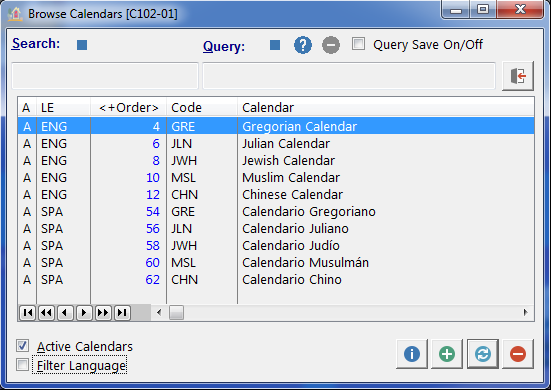 Browse Calendars [C102-01]
Search: Query: ? Query Save On/Off
A LE <+Order> Code Calendar
A ENG 4 GRE Gregorian Calendar
A ENG 6 JLN Julian Calendar
A ENG 8 JWH Jewish Calendar
A ENG 10 MSL Muslim Calendar
A ENG 12 CHN Chinese Calendar
A SPA 54 GRE Calendario Gregoriano
A SPA 56 JLN Calendario Juliano
A SPA 58 JWH Calendario Judío
A SPA 60 MSL Calendario Musulmán
A SPA 62 CHN Calendario Chino
Active Calendars
Filter Language